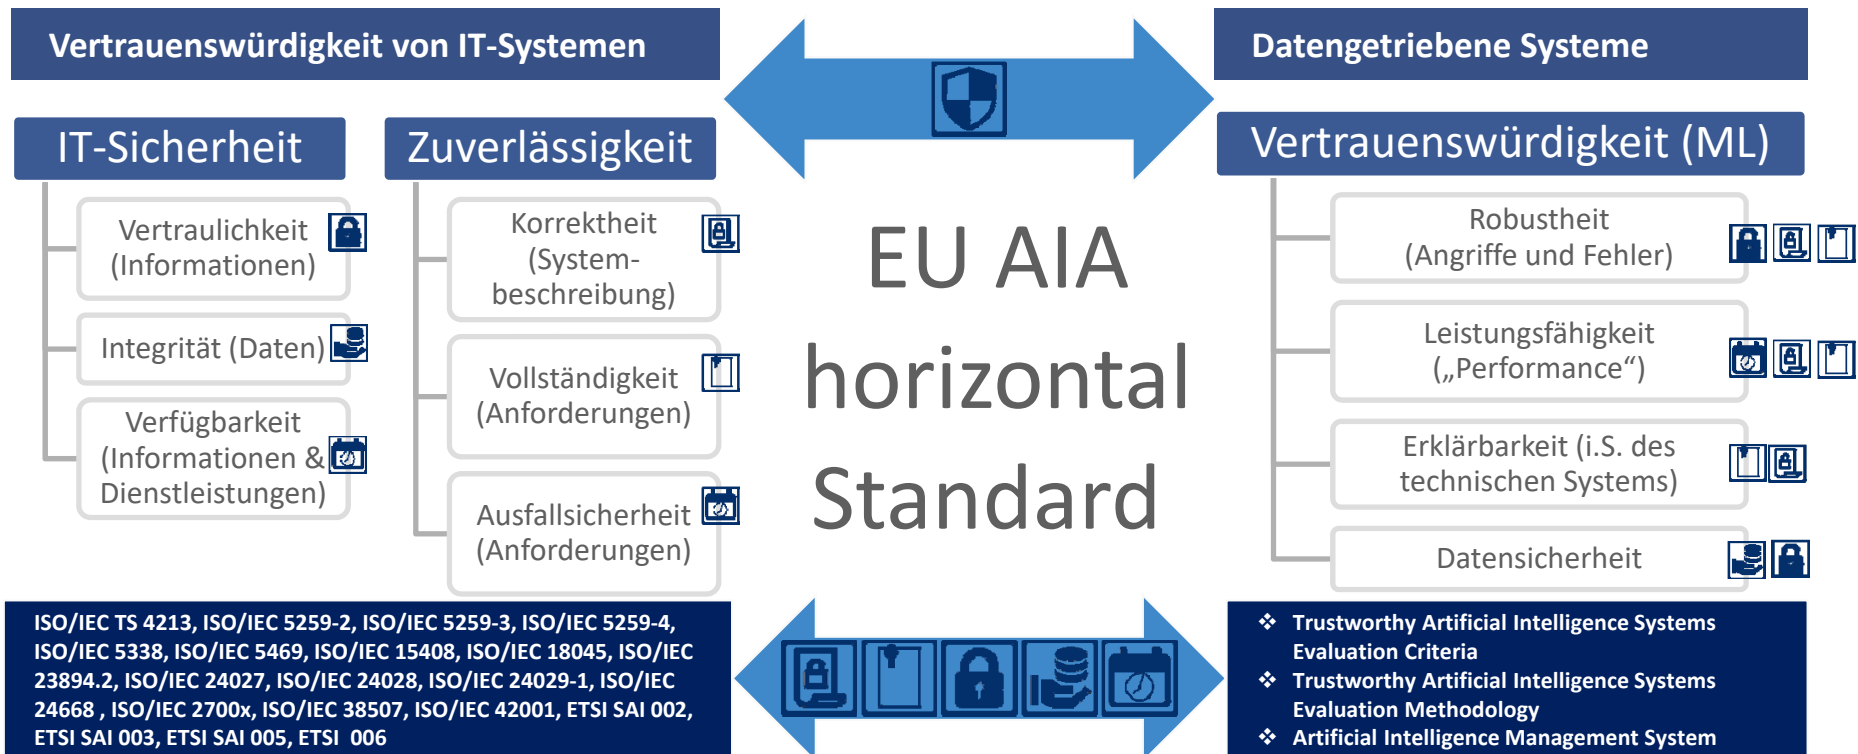 Vertrauenswürdigkeit von IT-Systemen
Datengetriebene Systeme
IT-Sicherheit
Vertraulichkeit
(Informationen)
Integrität (Daten)
Verfügbarkeit
(Informationen &
Dienstleistungen)
Zuverlässigkeit
Korrektheit
(System-
beschreibung)
Vollständigkeit
(Anforderungen)
Ausfallsicherheit
(Anforderungen)
EU AIA
horizontal
Standard
Vertrauenswürdigkeit (ML)
Robustheit
(Angriffe und Fehler)
Leistungsfähigkeit
(„Performance“)
Erklärbarkeit (i.S. des
technischen Systems)
Datensicherheit
ISO/IEC TS 4213, ISO/IEC 5259-2, ISO/IEC 5259-3, ISO/IEC 5259-4,
ISO/IEC 5338, ISO/IEC 5469, ISO/IEC 15408, ISO/IEC 18045, ISO/IEC
23894.2, ISO/IEC 24027, ISO/IEC 24028, ISO/IEC 24029-1, ISO/IEC
24668 , ISO/IEC 2700x, ISO/IEC 38507, ISO/IEC 42001, ETSI SAI 002,
ETSI SAI 003, ETSI SAI 005, ETSI  006
❖ Trustworthy Artificial Intelligence Systems
Evaluation Criteria
❖ Trustworthy Artificial Intelligence Systems
Evaluation Methodology
❖ Artificial Intelligence Management System